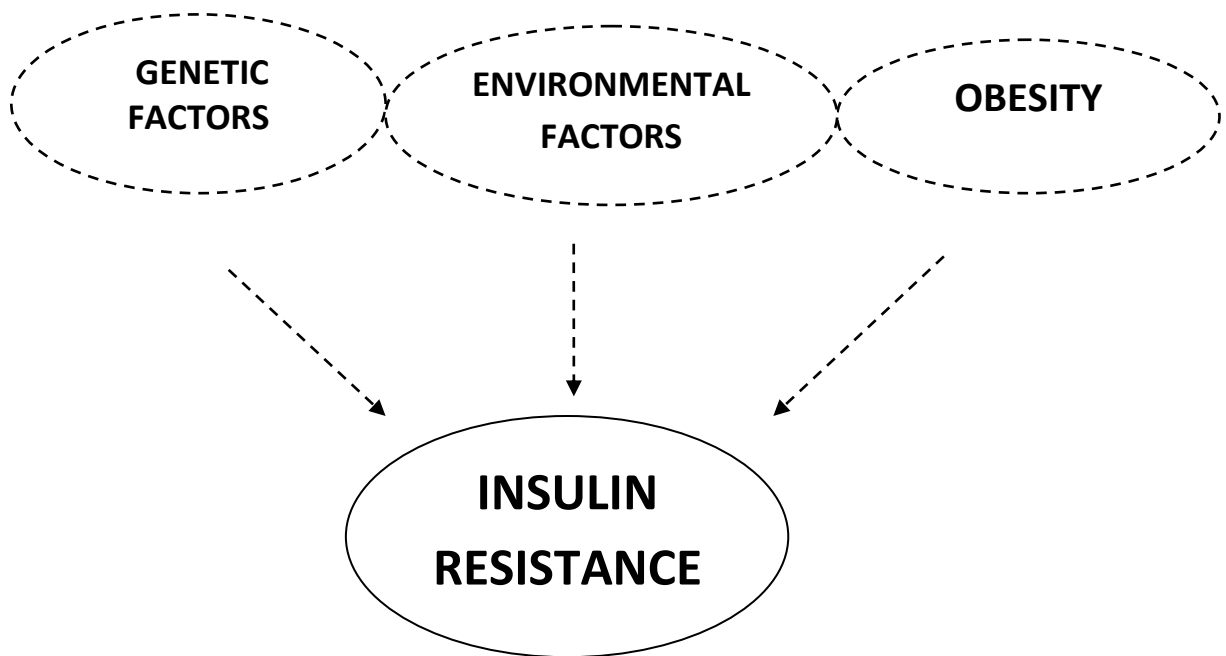 GENETIC
FACTORS
ENVIRONMENTAL
FACTORS
OBESITY
INSULIN
RESISTANCE